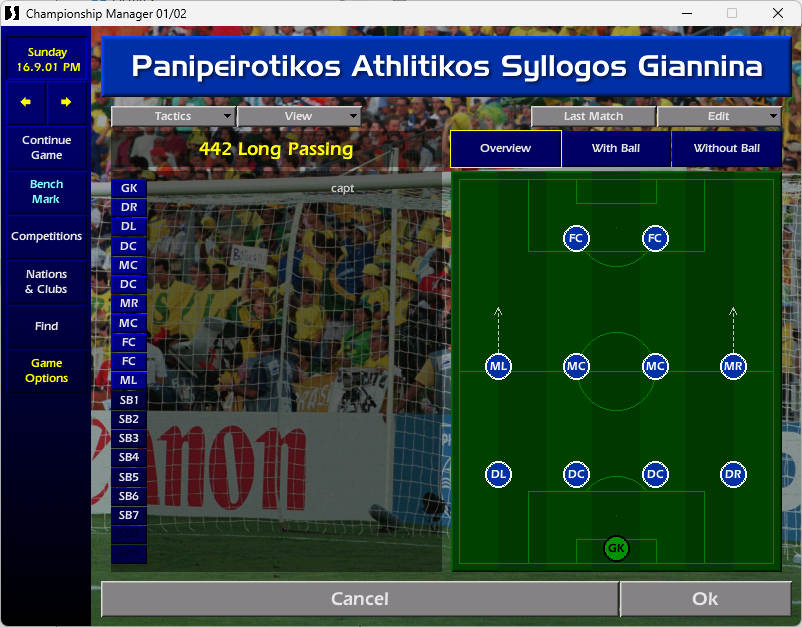 Championship Manager 01/02
Sunday
16.9.01 PM
Continue
Game
Bench
Mark
Competitions
Nations
& Clubs
Find
Game
Options
Panipeirotikos Athlitikos Syllogos Giannina
Tactics
View
Last Match
Edit
442 Long Passing
Overview
With Ball
Without Ball
GK
capt
DR
DL
DC
MC
DC
MR
MC
FC
FC
ML
SB1
SB2
SB3
SB4
SB5
SB6
SB7
FC FC
ML MC MC MR
DL DC DC DR
GK
anon
Cancel
Ok